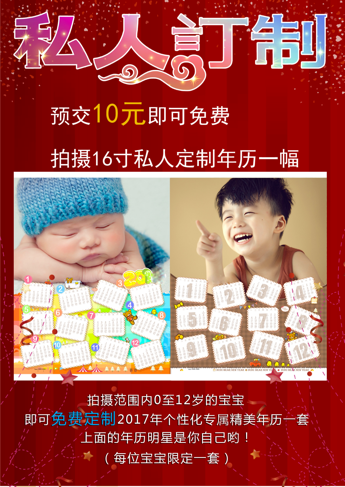 私人訂制
预交10元即可免费
拍摄16寸私人定制年历一幅
拍摄范围内0至12岁的宝宝
即可免费定制2017年个性化专属精美年历一套
上面的年历明星是你自己哟！
（每位宝宝限定一套）